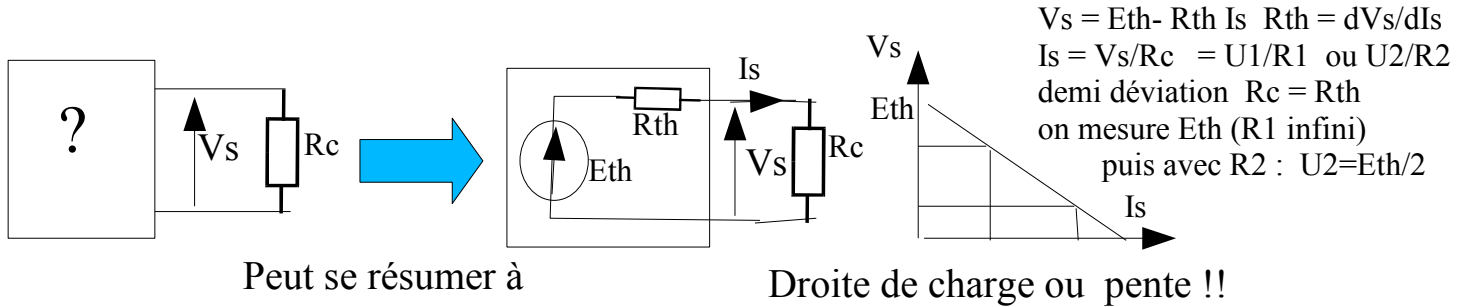 ?
Vs
Rc
Is
Rth
Eth
Vs
Rc
Vs
Eth
Is
Vs = Eth- Rth Is  Rth = dVs/dIs
Is = Vs/Rc  = U1/R1  ou U2/R2
demi déviation  Rc = Rth
on mesure Eth (R1 infini)
puis avec R2 :  U2=Eth/2
Peut se résumer à
Droite de charge ou  pente !!